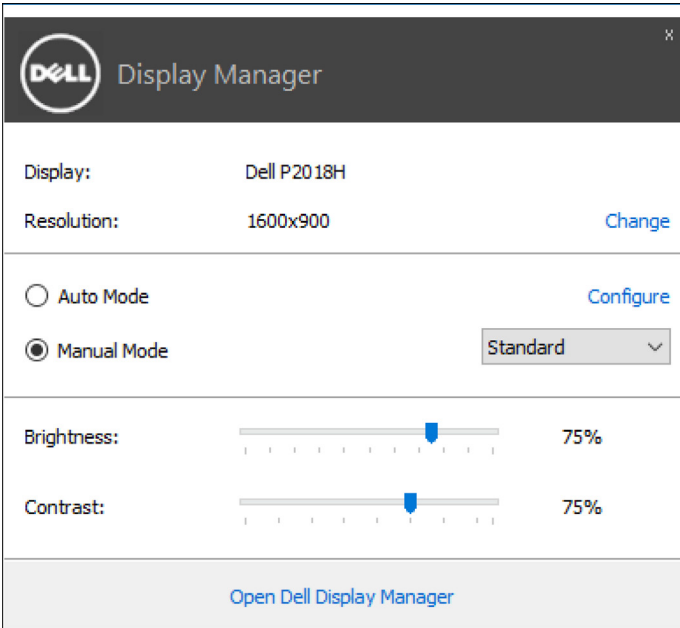 x
DELL Display Manager
Display: Dell P2018H
Resolution: 1600x900 Change
Auto Mode Configure
Manual Mode Standard
Brightness: 75%
Contrast: 75%
Open Dell Display Manager